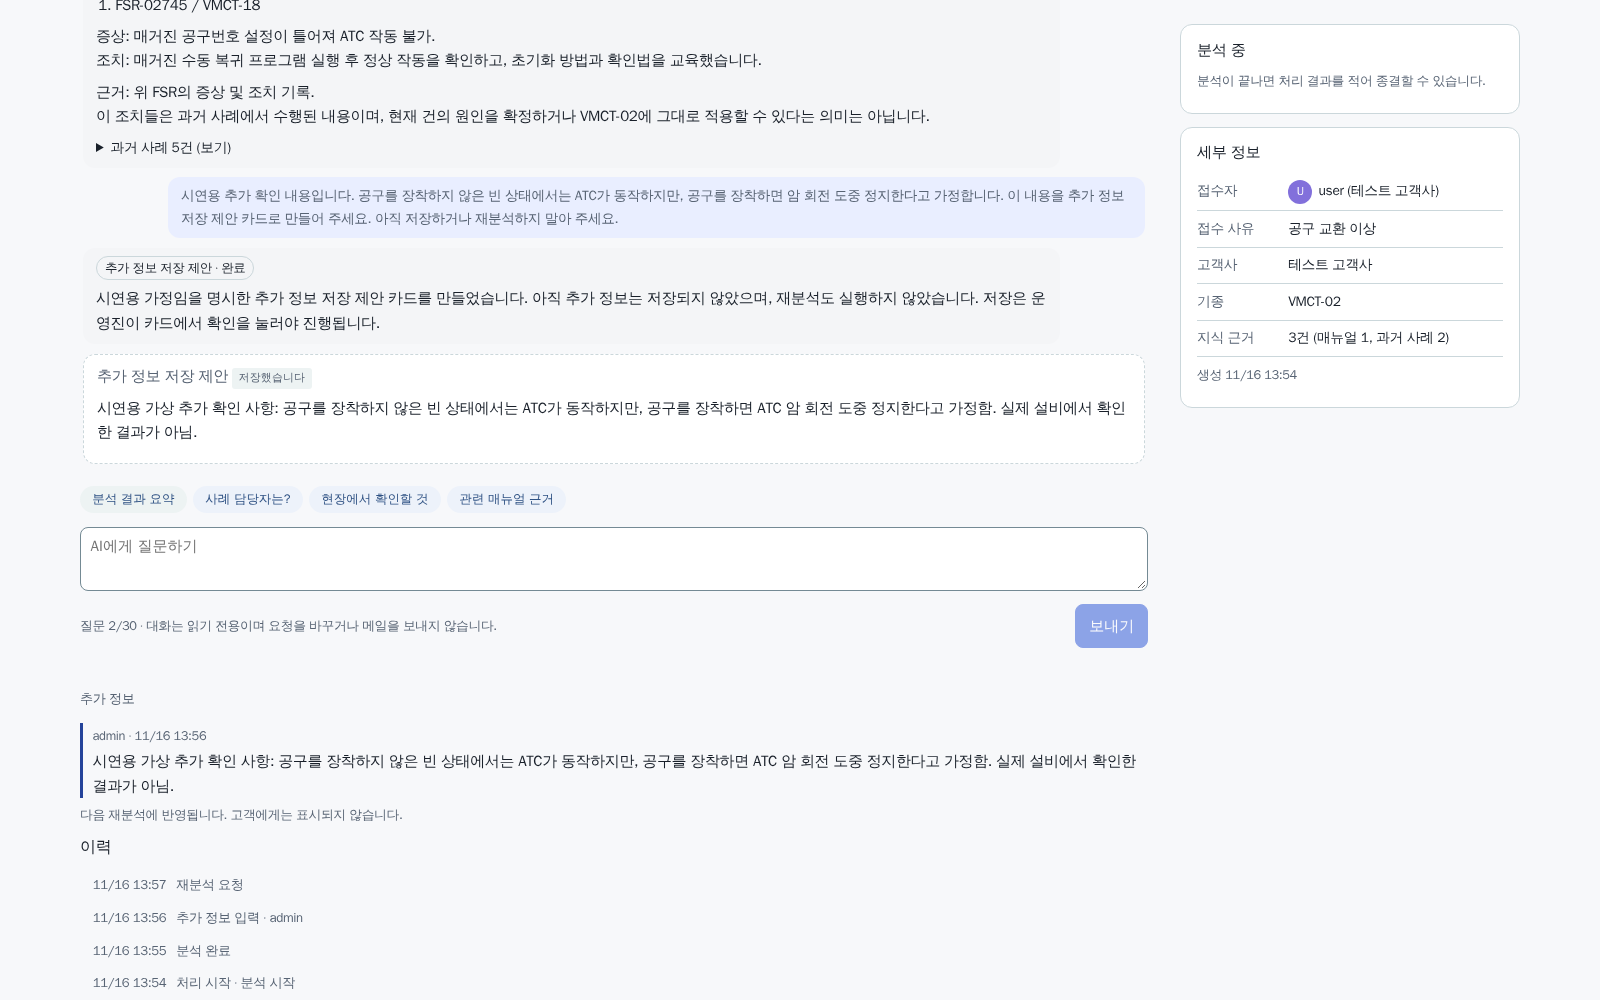 1. FSR-02745 / VMCT-18
증상: 매거진 공구번호 설정이 틀어져 ATC 작동 불가.
조치: 매거진 수동 복귀 프로그램 실행 후 정상 작동을 확인하고, 초기화 방법과 확인법을 교육했습니다.
근거: 위 FSR의 증상 및 조치 기록.
이 조치들은 과거 사례에서 수행된 내용이며, 현재 건의 원인을 확정하거나 VMCT-02에 그대로 적용할 수 있다는 의미는 아닙니다.
▶ 과거 사례 5건 (보기)
시연용 추가 확인 내용입니다. 공구를 장착하지 않은 빈 상태에서는 ATC가 동작하지만, 공구를 장착하면 암 회전 도중 정지한다고 가정합니다. 이 내용을 추가 정보
저장 제안 카드로 만들어 주세요. 아직 저장하거나 재분석하지 말아 주세요.
추가 정보 저장 제안 · 완료
시연용 가정임을 명시한 추가 정보 저장 제안 카드를 만들었습니다. 아직 추가 정보는 저장되지 않았으며, 재분석도 실행하지 않았습니다. 저장은 운
영진이 카드에서 확인을 눌러야 진행됩니다.
추가 정보 저장 제안 저장했습니다
시연용 가상 추가 확인 사항: 공구를 장착하지 않은 빈 상태에서는 ATC가 동작하지만, 공구를 장착하면 ATC 암 회전 도중 정지한다고 가정함. 실제 설비에서 확인
한 결과가 아님.
분석 결과 요약 사례 담당자는? 현장에서 확인할 것 관련 매뉴얼 근거
AI에게 질문하기
질문 2/30 · 대화는 읽기 전용이며 요청을 바꾸거나 메일을 보내지 않습니다.
보내기
추가 정보
admin · 11/16 13:56
시연용 가상 추가 확인 사항: 공구를 장착하지 않은 빈 상태에서는 ATC가 동작하지만, 공구를 장착하면 ATC 암 회전 도중 정지한다고 가정함. 실제 설비에서 확인한
결과가 아님.
다음 재분석에 반영됩니다. 고객에게는 표시되지 않습니다.
이력
11/16 13:57 재분석 요청
11/16 13:56 추가 정보 입력 · admin
11/16 13:55 분석 완료
11/16 13:54 처리 시작 · 분석 시작
분석 중
분석이 끝나면 처리 결과를 적어 종결할 수 있습니다.
세부 정보
접수자 U user (테스트 고객사)
접수 사유 공구 교환 이상
고객사 테스트 고객사
기종 VMCT-02
지식 근거 3건 (매뉴얼 1, 과거 사례 2)
생성 11/16 13:54